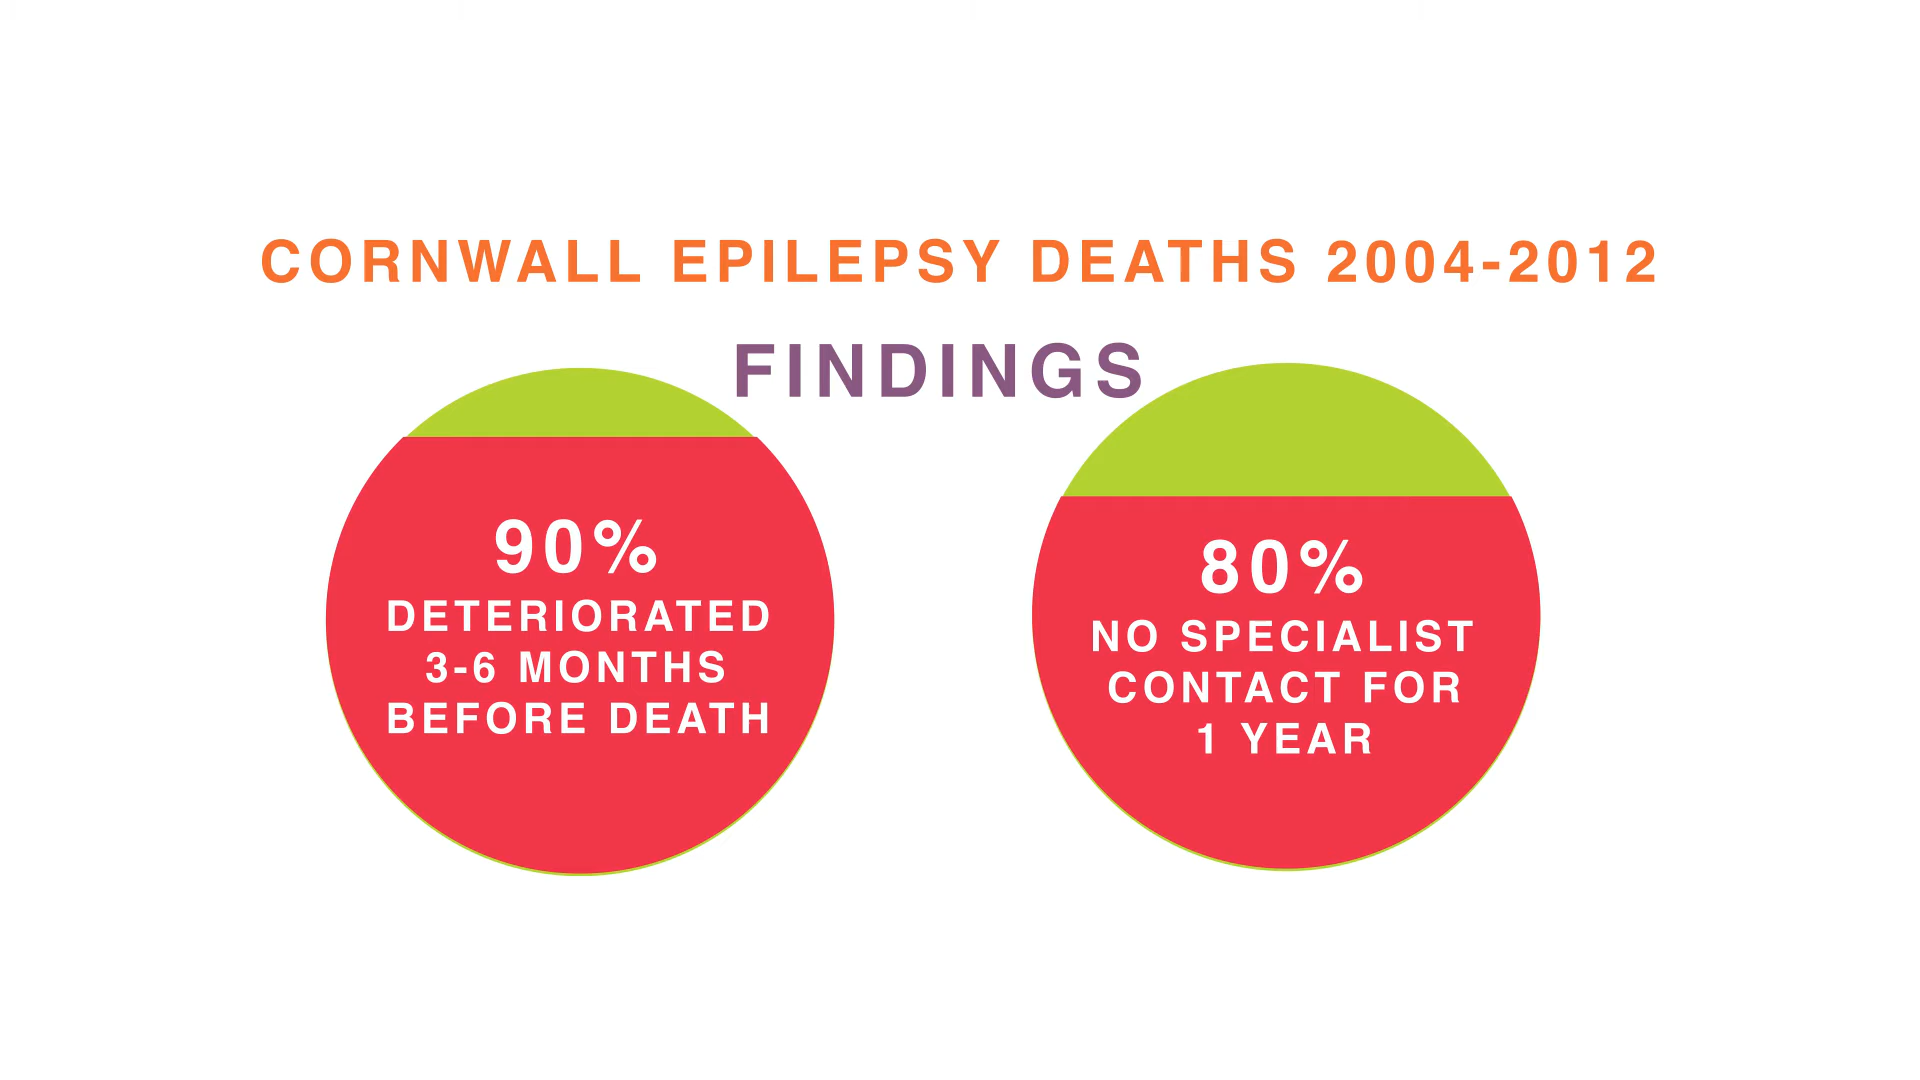 CORNWALL EPILEPSY DEATHS 2004-2012
FINDINGS
90%
DETERIORATED
3-6 MONTHS
BEFORE DEATH
80%
NO SPECIALIST
CONTACT FOR
1 YEAR